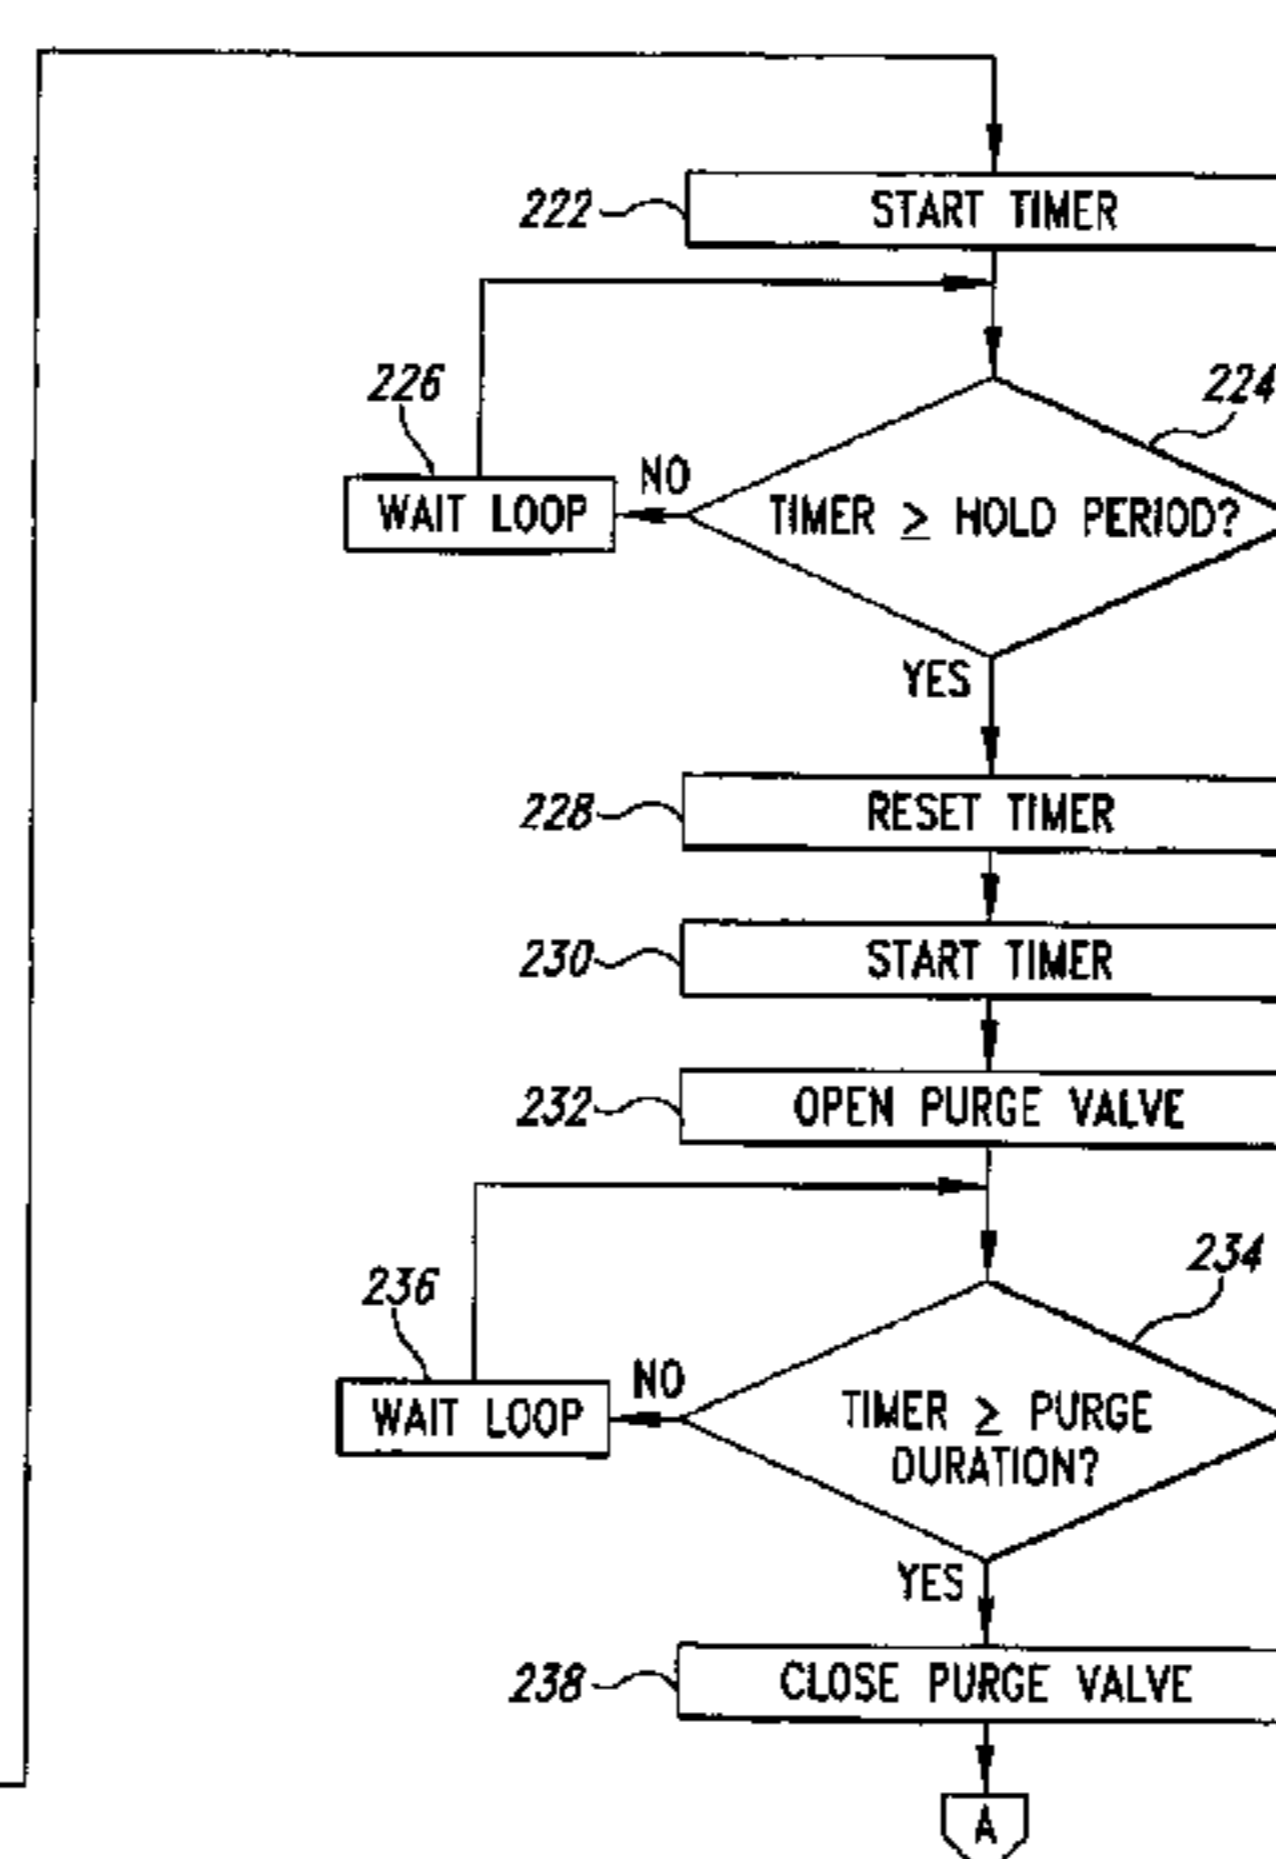 222
START TIMER
226
224
NO
WAIT LOOP
TIMER ≥ HOLD PERIOD?
YES
228
RESET TIMER
230
START TIMER
232
OPEN PURGE VALVE
236
234
NO
WAIT LOOP
TIMER ≥ PURGE
DURATION?
YES
238
CLOSE PURGE VALVE
A